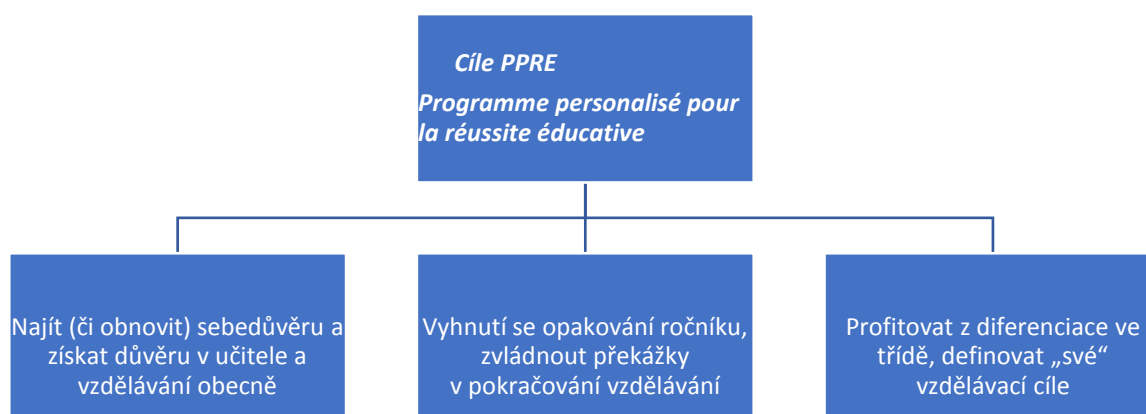 Cíle PPRE
Programme personalisé pour
la réussite éducative
Najít (či obnovit) sebedůvěru a
získat důvěru v učitele a
vzdělávání obecně
Vyhnutí se opakování ročníku,
zvládnout překážky
v pokračování vzdělávání
Profitovat z diferenciace ve
třídě, definovat „své“
vzdělávací cíle